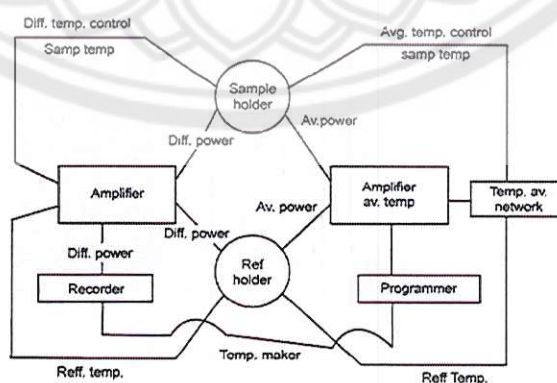 Diff. temp. control
Samp temp
Avg. temp. control
samp temp
Sample
holder
Diff. power
Av.power
Amplifier
Amplifier
av. temp
Temp. av.
network
Diff. power
Av. power
Diff. power
Ref
holder
Recorder
Programmer
Temp. maker
Reff. temp.
Reff Temp.